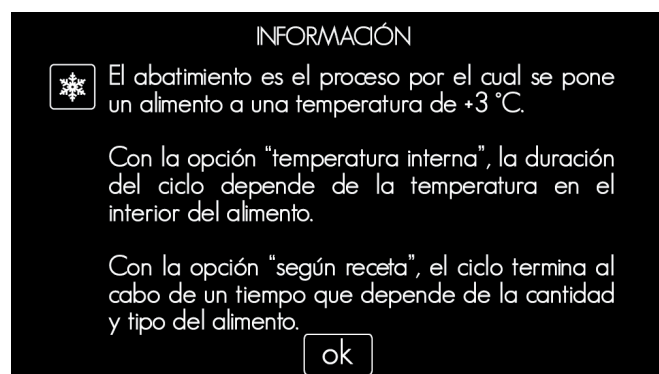 INFORMACIÓN
El abatimiento es el proceso por el cual se pone
un alimento a una temperatura de +3 °C.
Con la opción “temperatura interna”, la duración
del ciclo depende de la temperatura en el
interior del alimento.
Con la opción “según receta”, el ciclo termina al
cabo de un tiempo que depende de la cantidad
y tipo del alimento.
ok